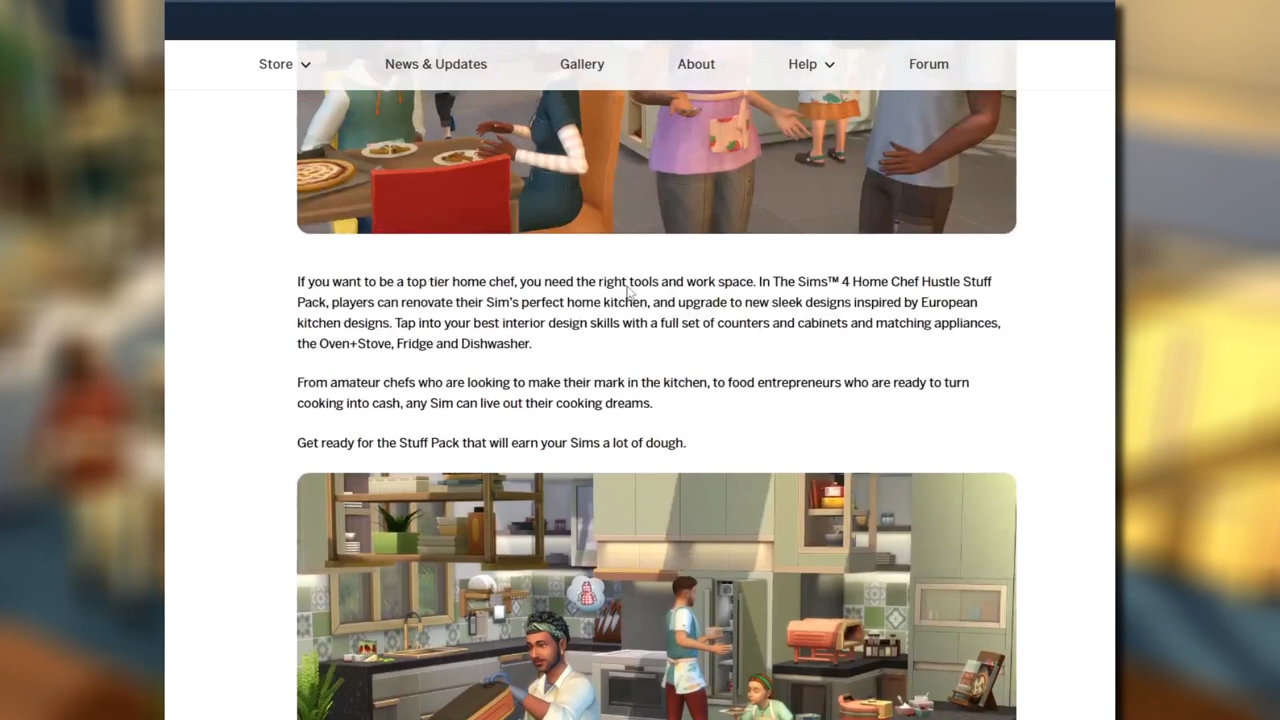 Store News & Updates Gallery About Help Forum
If you want to be a top tier home chef, you need the right tools and work space. In The Sims™ 4 Home Chef Hustle Stuff
Pack, players can renovate their Sim's perfect home kitchen, and upgrade to new sleek designs inspired by European
kitchen designs. Tap into your best interior design skills with a full set of counters and cabinets and matching appliances,
the Oven+Stove, Fridge and Dishwasher.
From amateur chefs who are looking to make their mark in the kitchen, to food entrepreneurs who are ready to turn
cooking into cash, any Sim can live out their cooking dreams.
Get ready for the Stuff Pack that will earn your Sims a lot of dough.